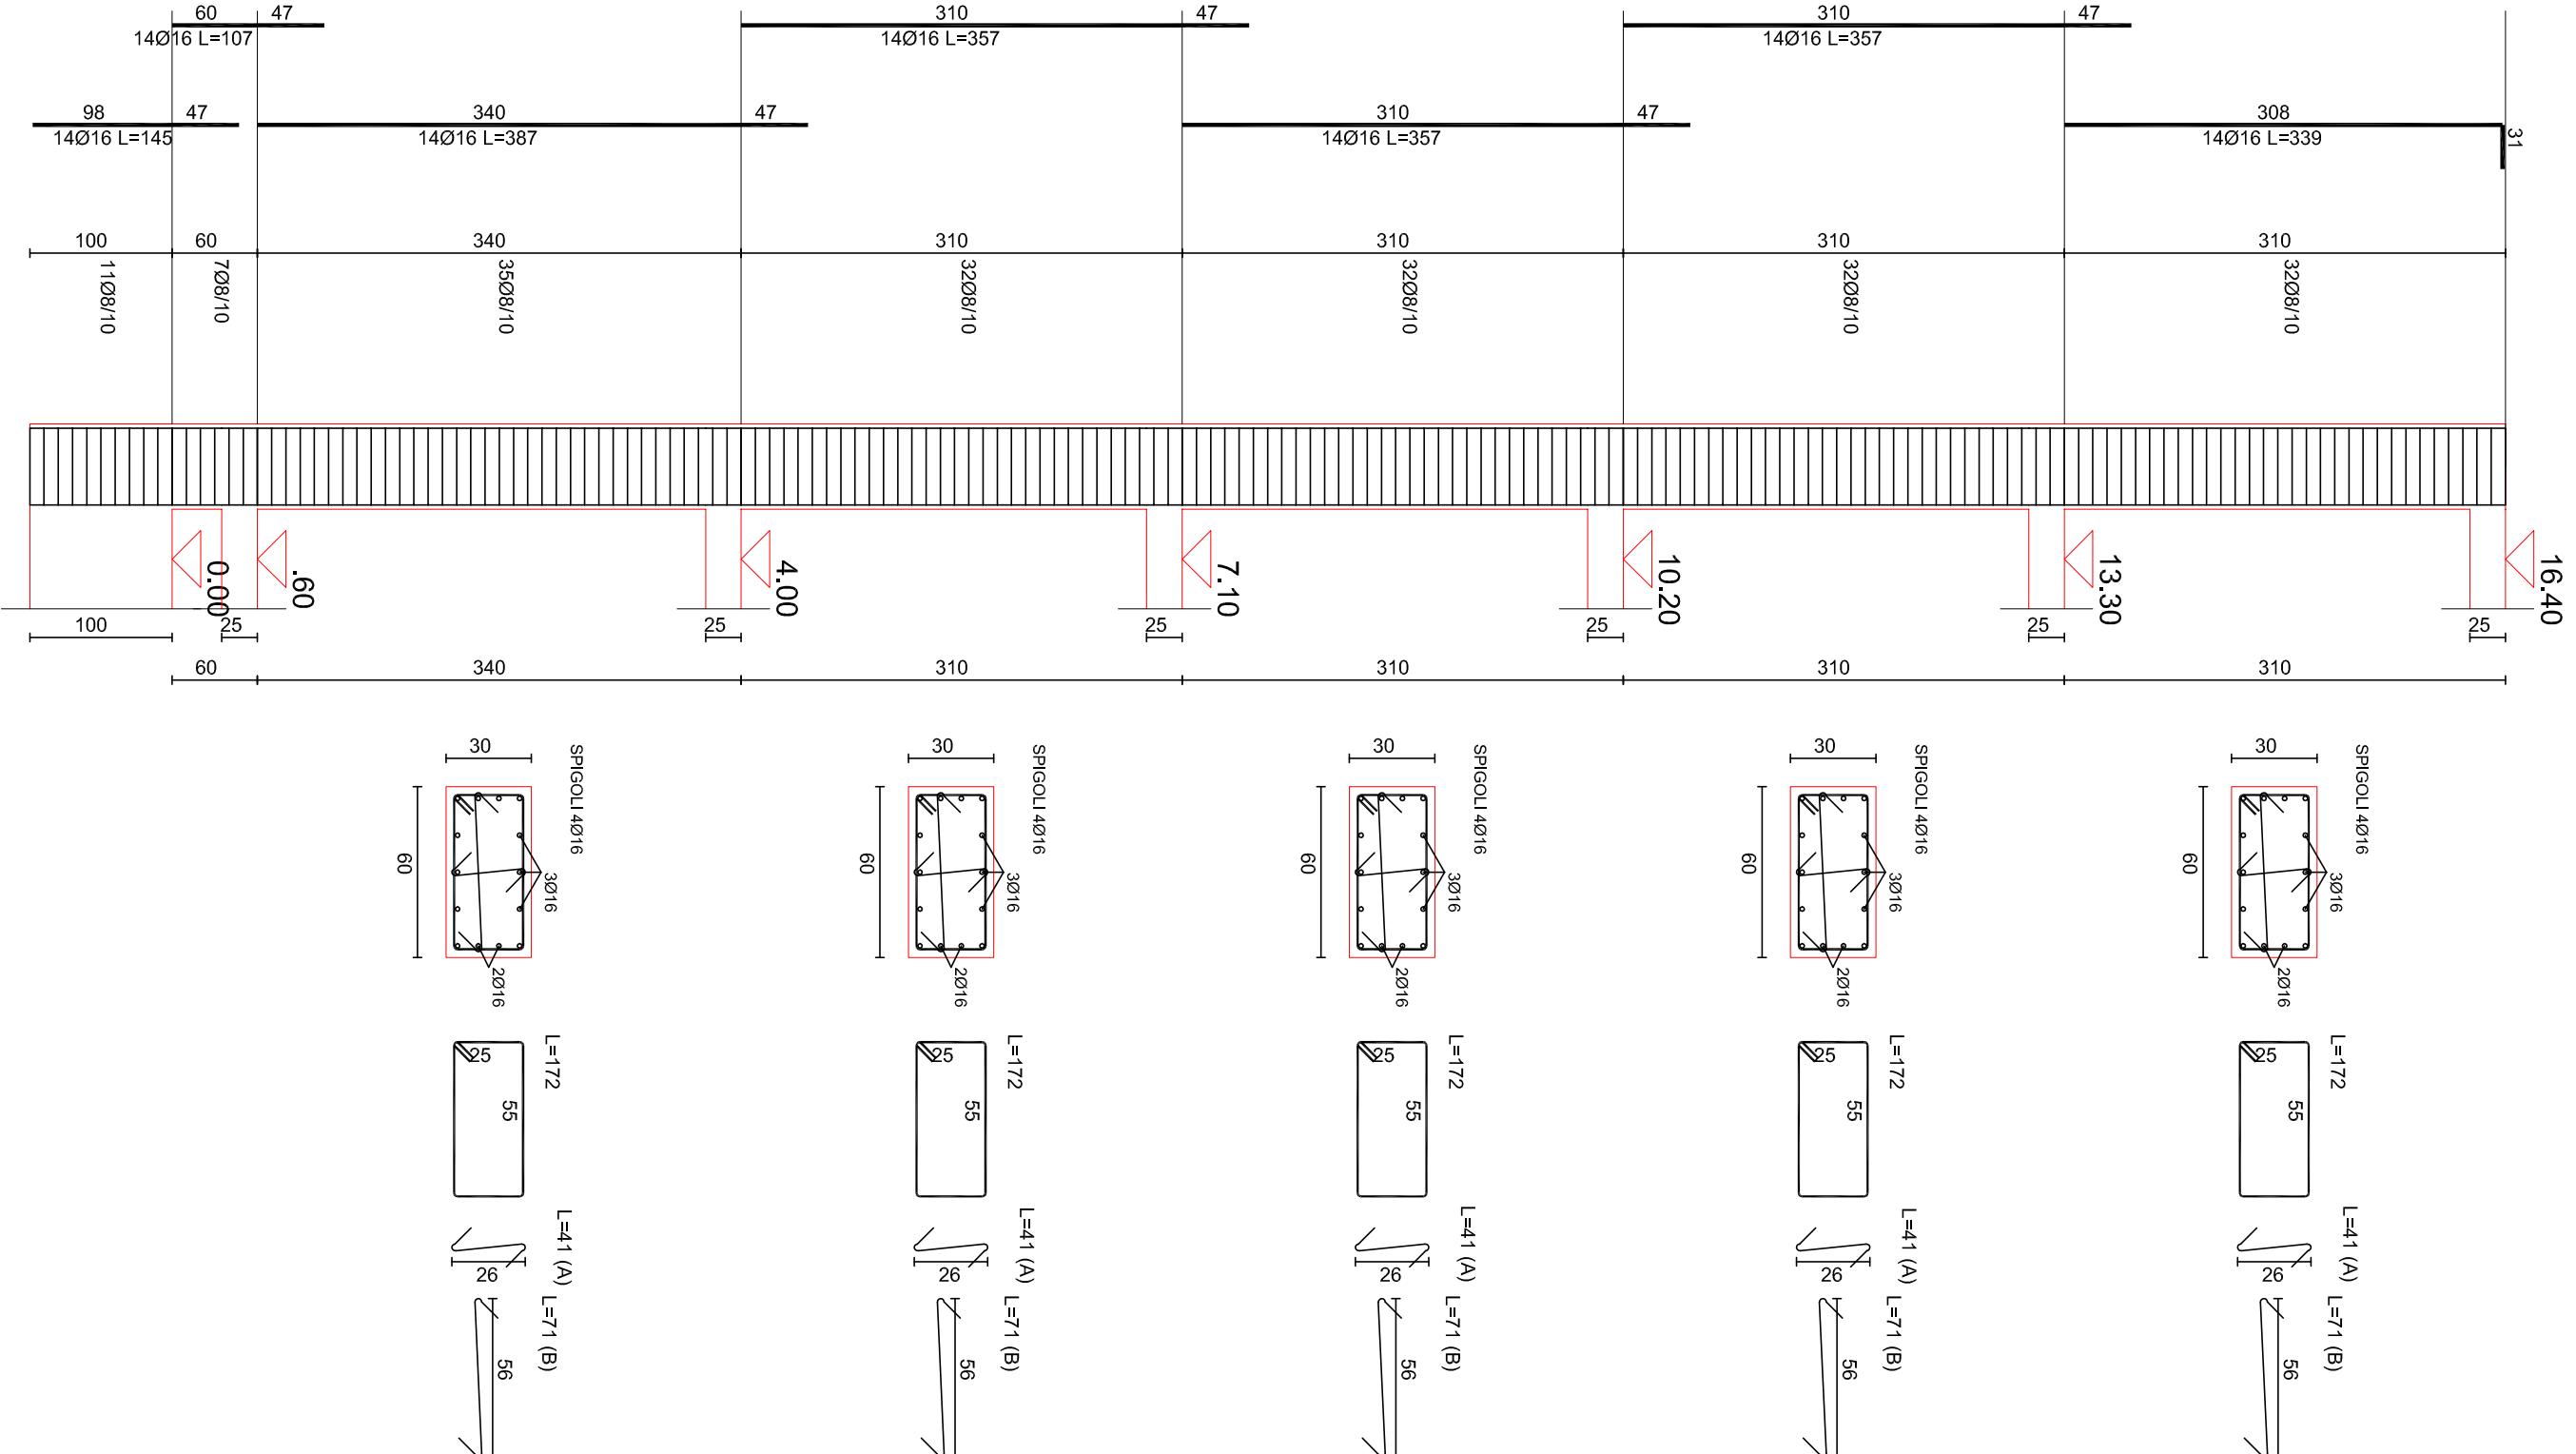 60 47 310 47 310 47
14Ø16 L=107 14Ø16 L=357 14Ø16 L=357
98 47 340 47 310 47 308 31
14Ø16 L=145 14Ø16 L=387 14Ø16 L=357 14Ø16 L=339
100 60 340 310 310 310 310
11Ø8/10 7Ø8/10 35Ø8/10 32Ø8/10 32Ø8/10 32Ø8/10 32Ø8/10
0.00 .60 4.00 7.10 10.20 13.30 16.40
100 25 25 25 25 25 25
60 340 310 310 310 310
30 SPIGOLI 4Ø16 30 SPIGOLI 4Ø16 30 SPIGOLI 4Ø16 30 SPIGOLI 4Ø16 30 SPIGOLI 4Ø16
60 3Ø16 60 3Ø16 60 3Ø16 60 3Ø16 60 3Ø16
2Ø16 2Ø16 2Ø16 2Ø16 2Ø16
25 L=172 25 L=172 25 L=172 25 L=172 25 L=172
55 55 55 55 55
L=41 (A) L=41 (A) L=41 (A) L=41 (A) L=41 (A)
26 26 26 26 26
L=71 (B) L=71 (B) L=71 (B) L=71 (B) L=71 (B)
56 56 56 56 56